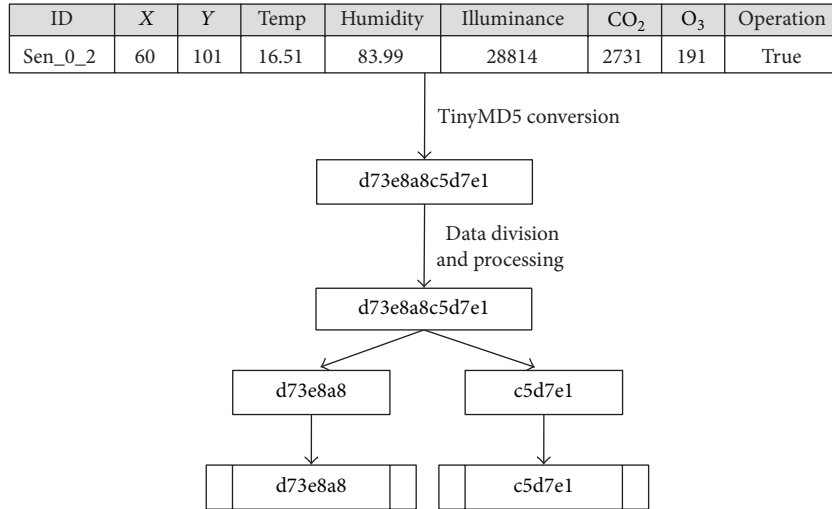 ID X Y Temp Humidity Illuminance CO₂ O₃ Operation
Sen_0_2 60 101 16.51 83.99 28814 2731 191 True
TinyMD5 conversion
d73e8a8c5d7e1
Data division
and processing
d73e8a8c5d7e1
d73e8a8 c5d7e1
d73e8a8 c5d7e1